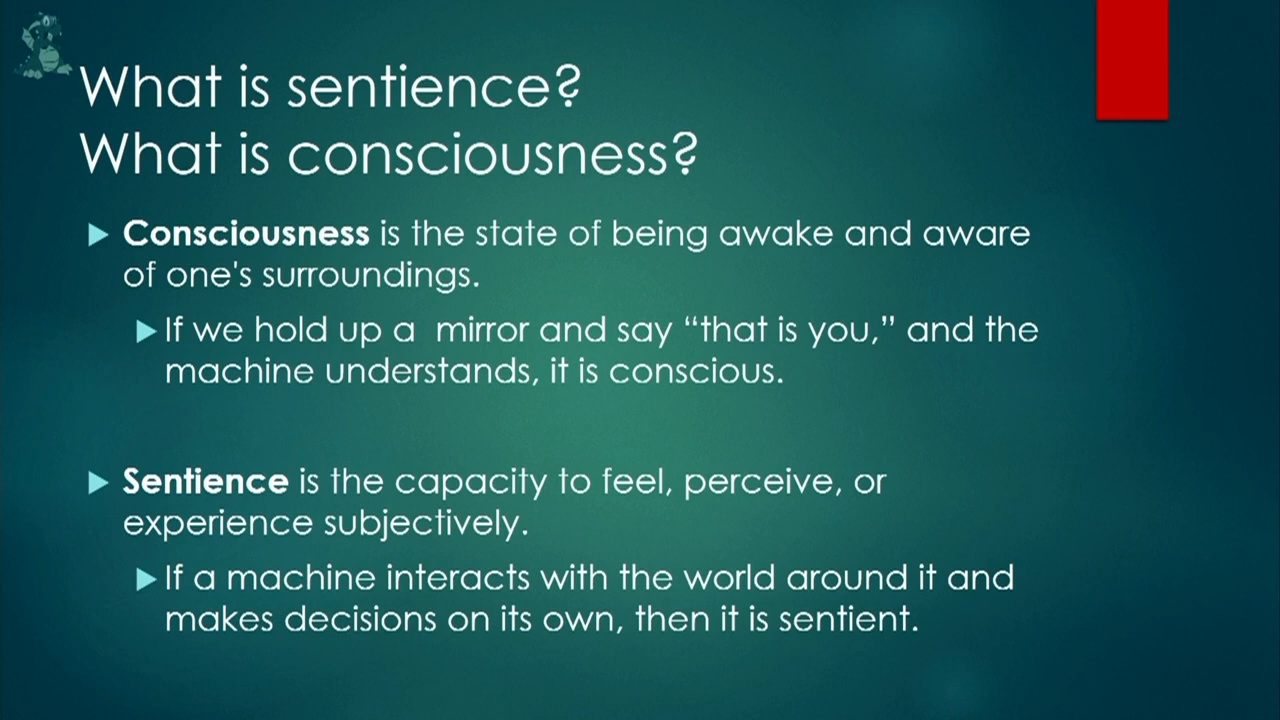 What is sentience?
What is consciousness?
Consciousness is the state of being awake and aware
of one's surroundings.
If we hold up a  mirror and say “that is you,” and the
machine understands, it is conscious.
Sentience is the capacity to feel, perceive, or
experience subjectively.
If a machine interacts with the world around it and
makes decisions on its own, then it is sentient.